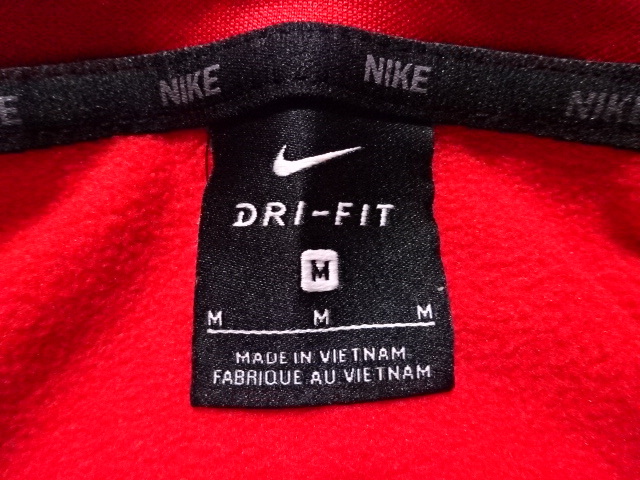 NIKE NIKE NIKE
DRI-FIT
M
M M M
MADE IN VIETNAM
FABRIQUE AU VIETNAM